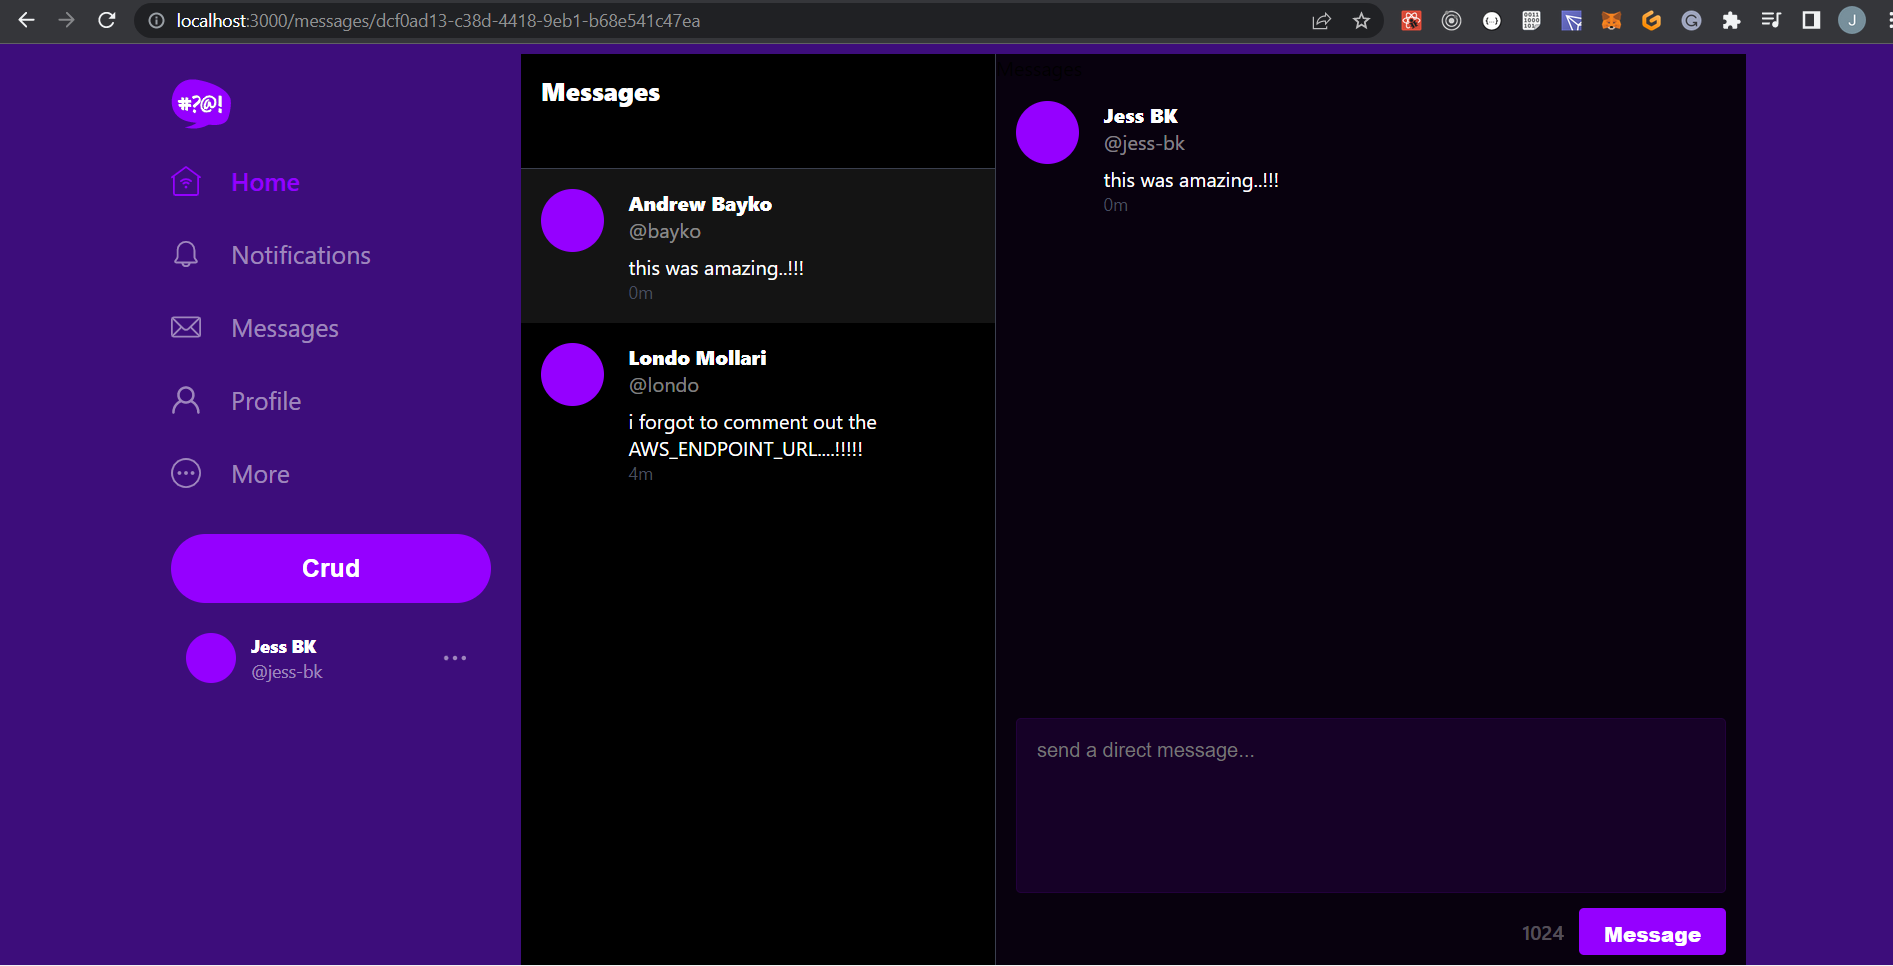 localhost:3000/messages/dcf0ad13-c38d-4418-9eb1-b68e541c47ea
J
#?@!
Home
Notifications
Messages
Profile
More
Crud
Jess BK
@jess-bk
Messages
Andrew Bayko
@bayko
this was amazing..!!!
0m
Londo Mollari
@londo
i forgot to comment out the
AWS_ENDPOINT_URL....!!!!!
4m
Messages
Jess BK
@jess-bk
this was amazing..!!!
0m
send a direct message...
1024
Message